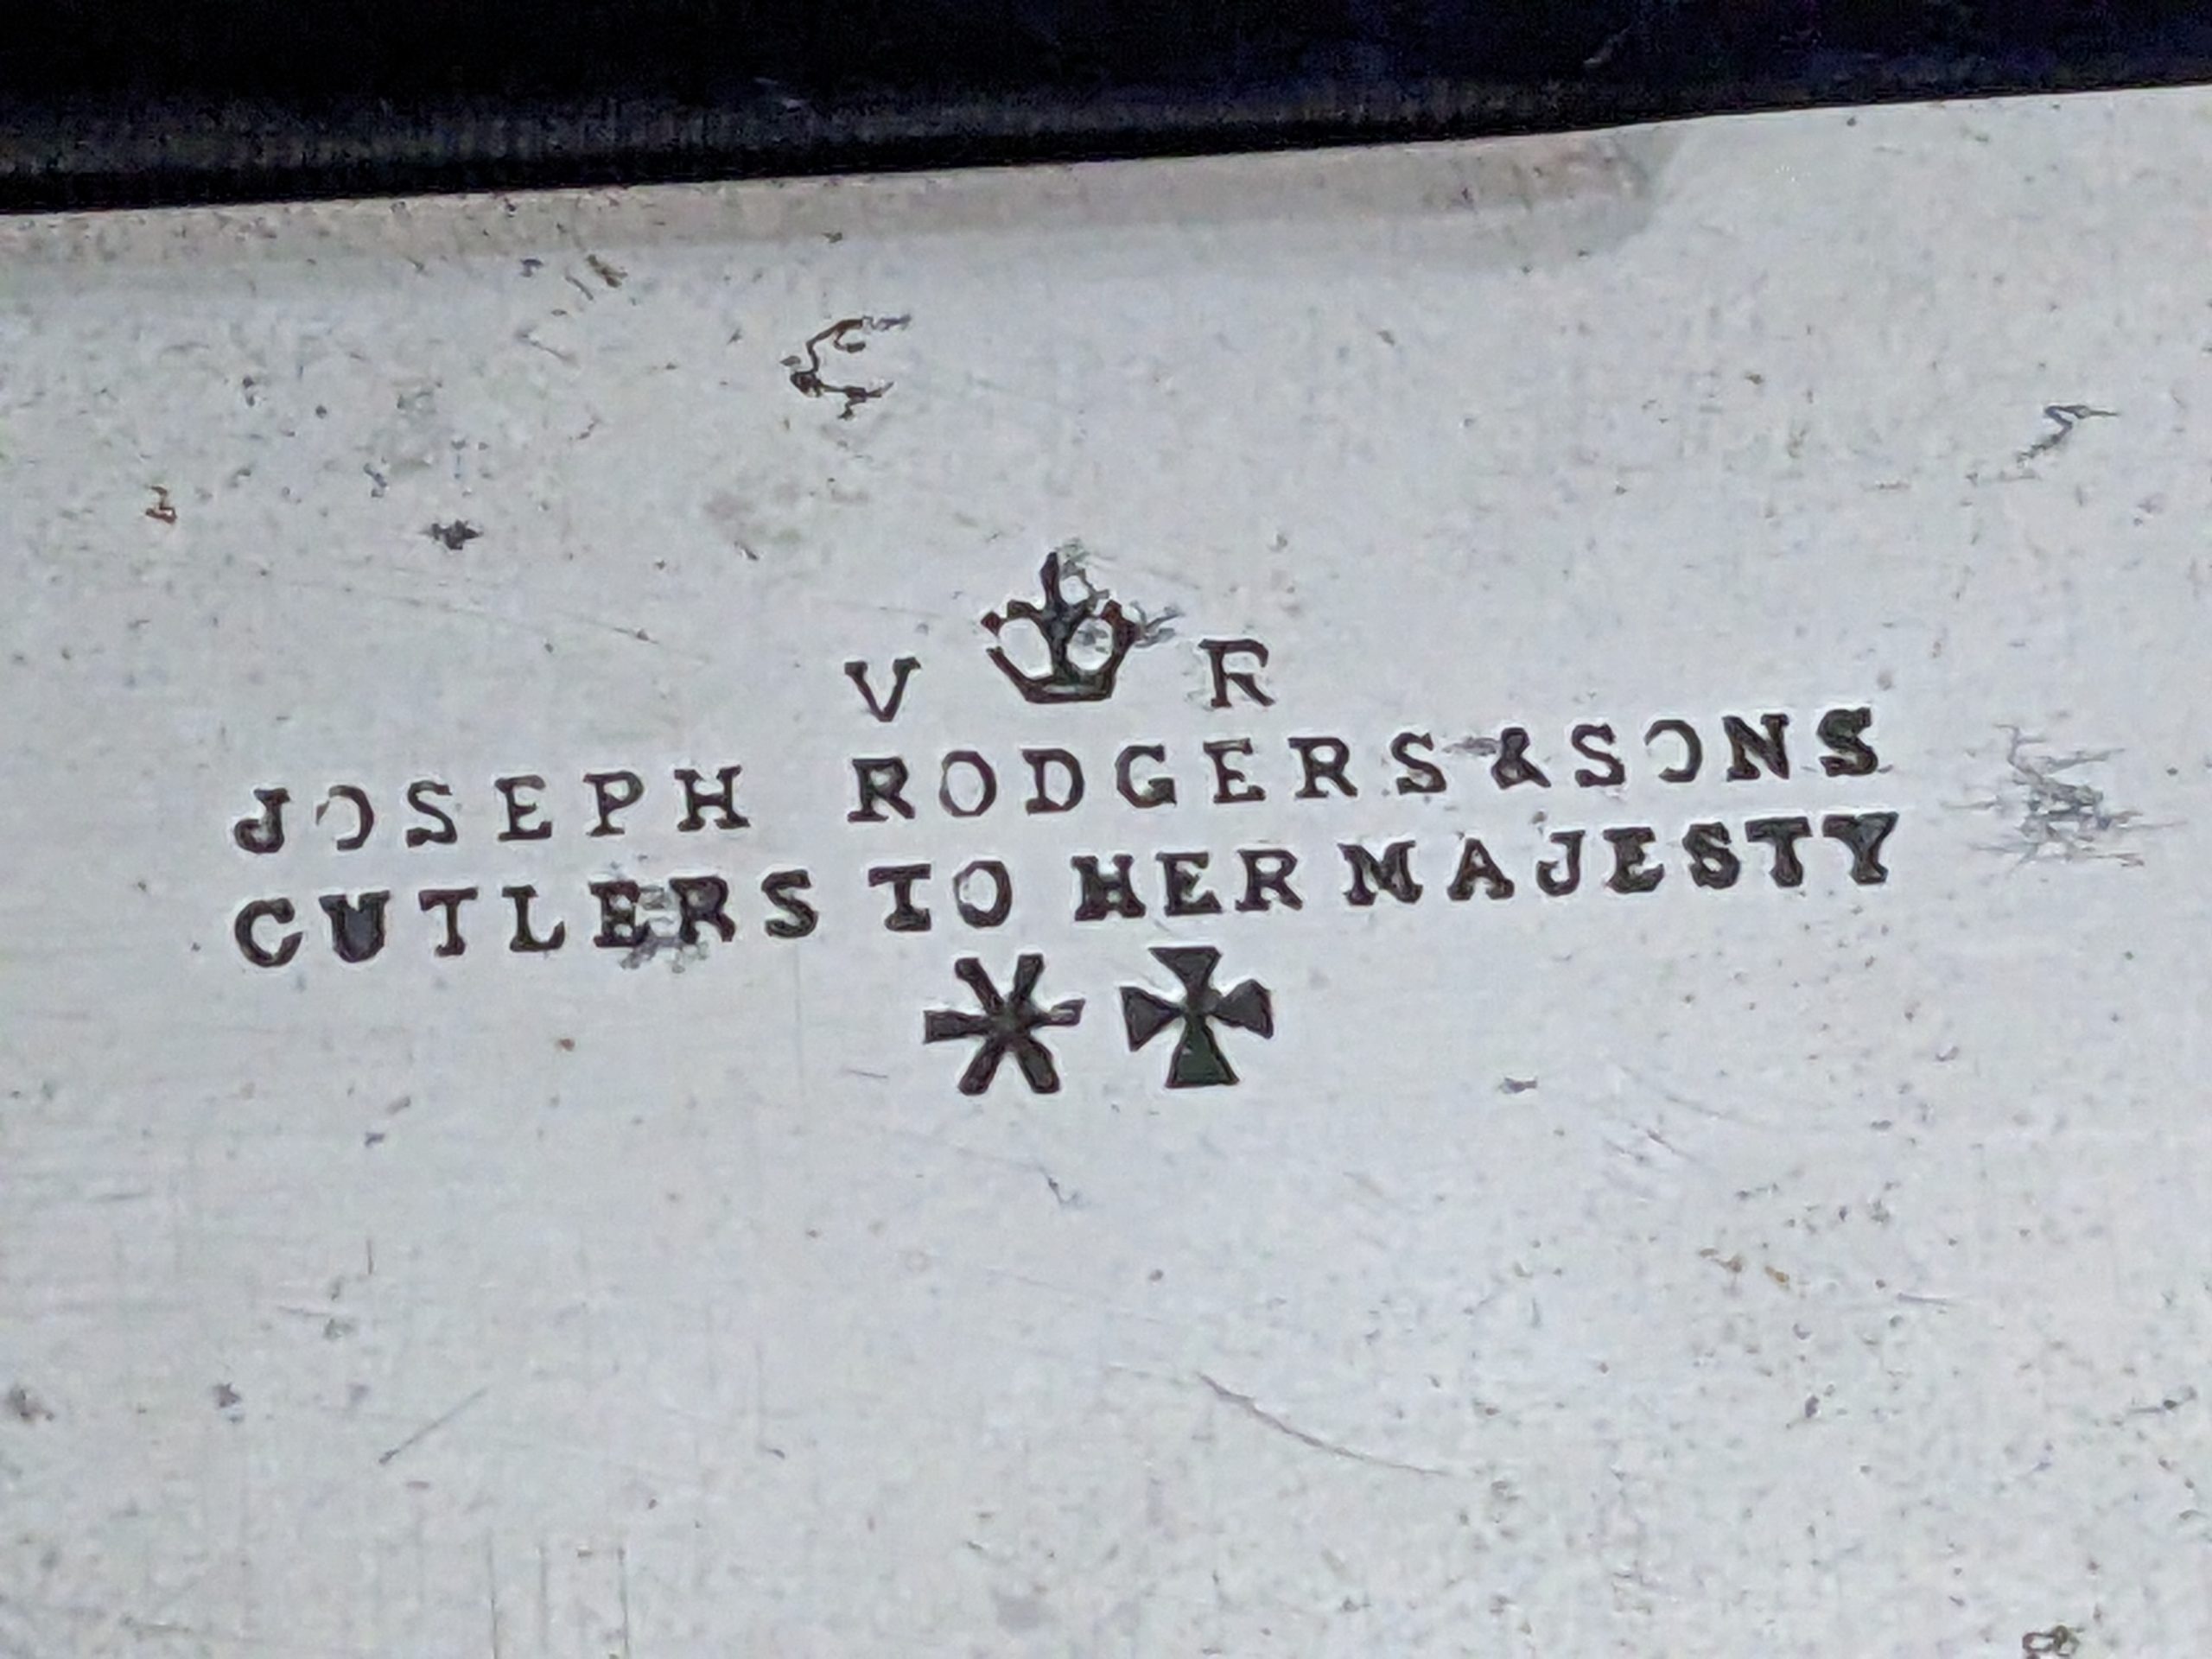 V R
JOSEPH RODGERS & SONS
CUTLERS TO HER MAJESTY